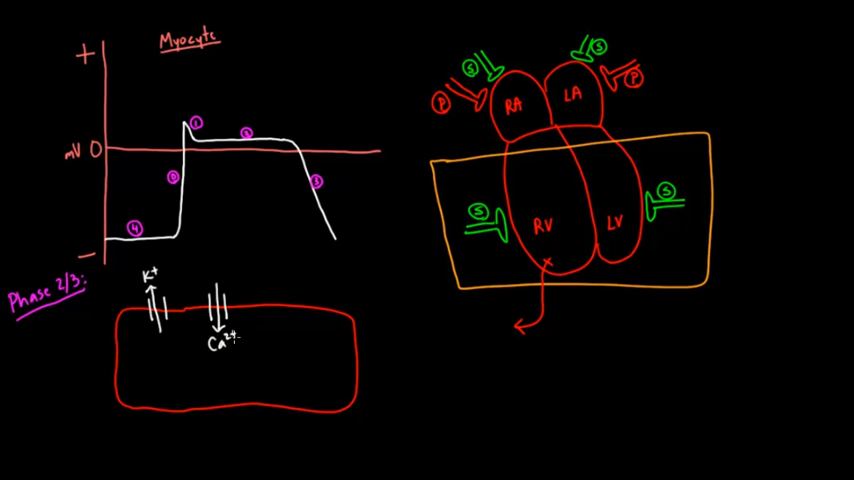 Myocyte
+
mV 0
-
1
2
0
3
4
Phase 2/3:
K+
Ca2+
S
S
P
P
RA
LA
S
S
RV
LV
x